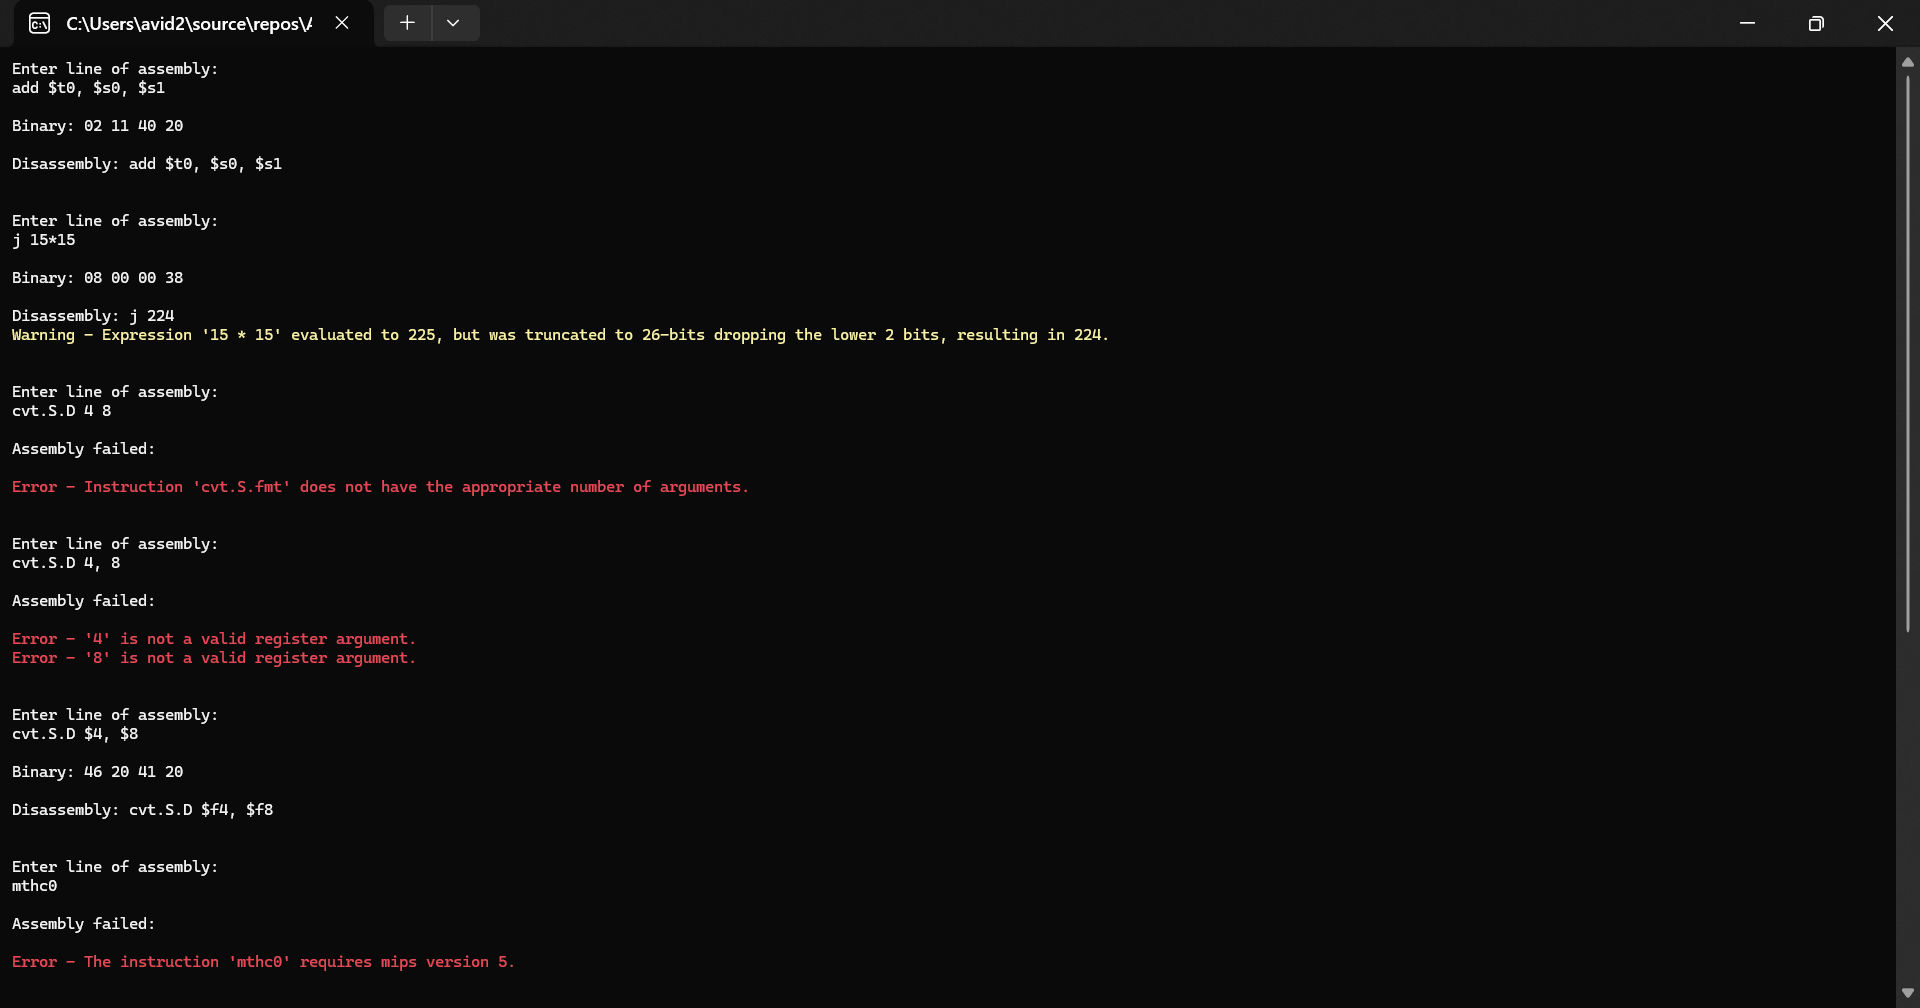 C:\Users\avid2\source\repos\A
Enter line of assembly:
add $t0, $s0, $s1
Binary: 02 11 40 20
Disassembly: add $t0, $s0, $s1
Enter line of assembly:
j 15*15
Binary: 08 00 00 38
Disassembly: j 224
Warning - Expression '15 * 15' evaluated to 225, but was truncated to 26-bits dropping the lower 2 bits, resulting in 224.
Enter line of assembly:
cvt.S.D 4 8
Assembly failed:
Error - Instruction 'cvt.S.fmt' does not have the appropriate number of arguments.
Enter line of assembly:
cvt.S.D 4, 8
Assembly failed:
Error - '4' is not a valid register argument.
Error - '8' is not a valid register argument.
Enter line of assembly:
cvt.S.D $4, $8
Binary: 46 20 41 20
Disassembly: cvt.S.D $f4, $f8
Enter line of assembly:
mthc0
Assembly failed:
Error - The instruction 'mthc0' requires mips version 5.